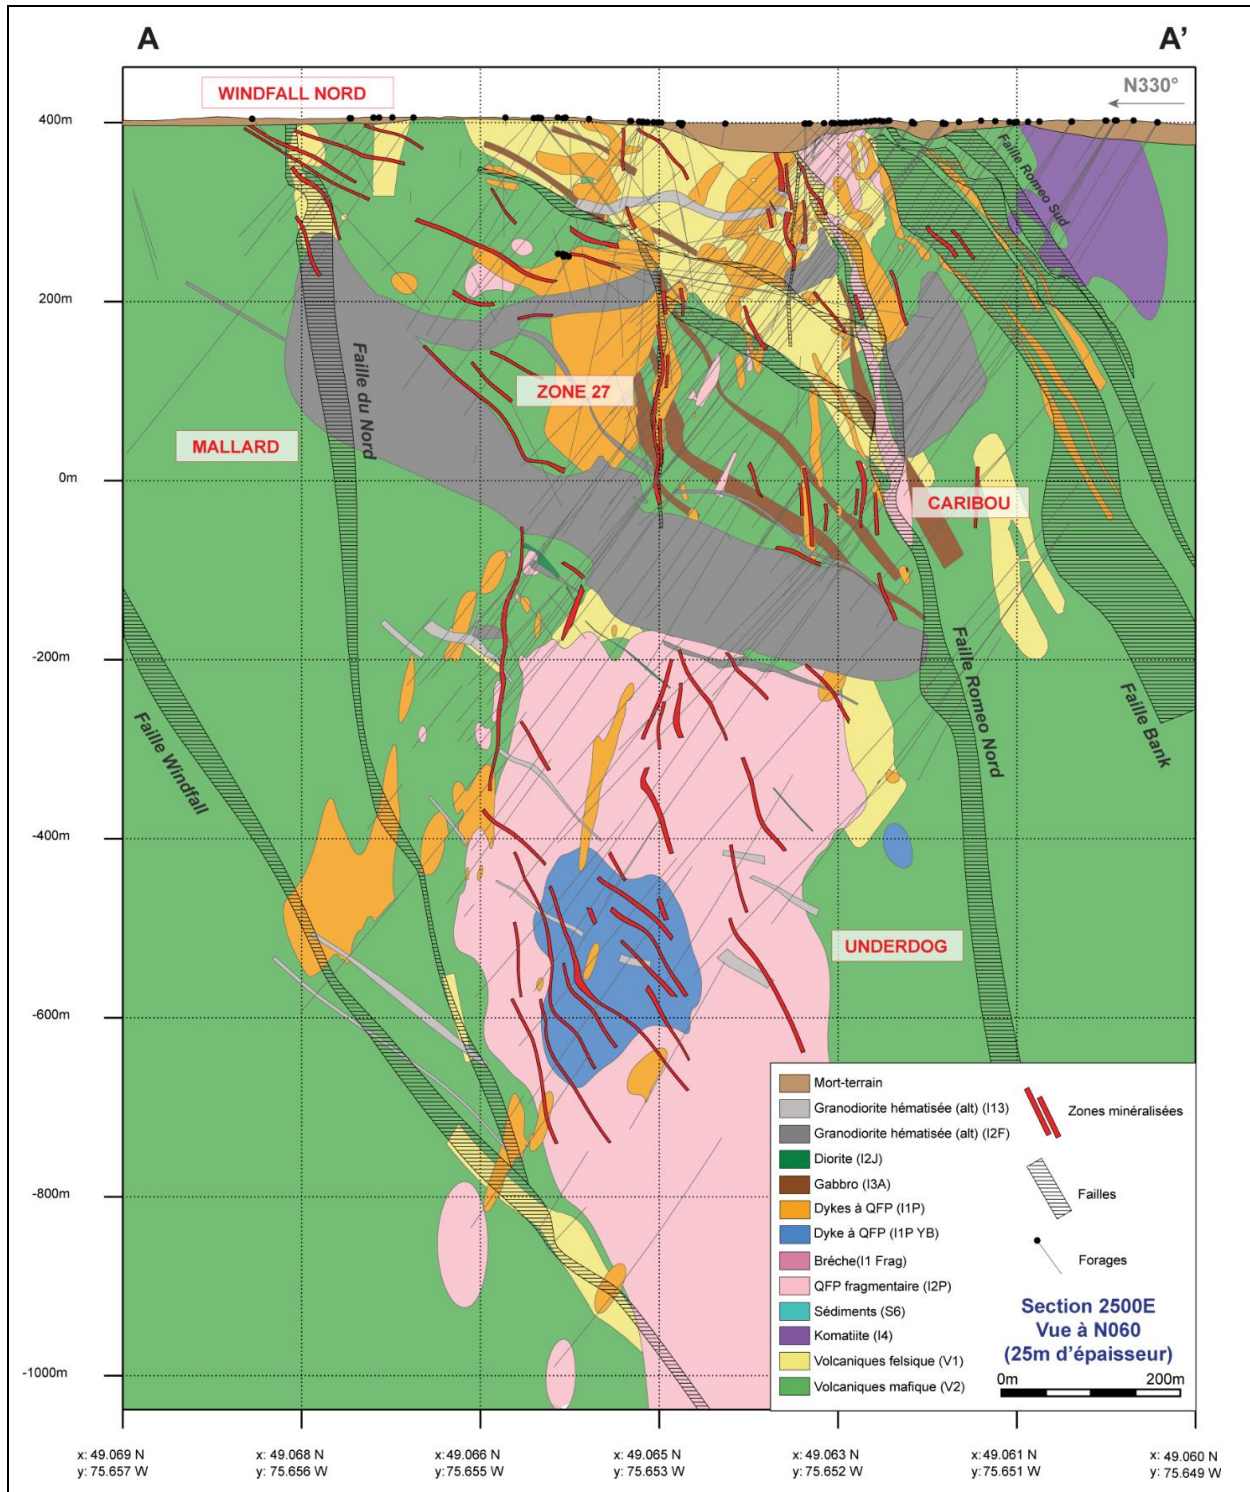 A
A'
WINDFALL NORD
N330°
400m
Faille Romeo Sud
200m
Faille du Nord
ZONE 27
MALLARD
0m
CARIBOU
-200m
Faille Windfall
Faille Romeo Nord
Faille Bank
-400m
UNDERDOG
-600m
Mort-terrain
Granodiorite hématisée (alt) (I13)
Granodiorite hématisée (alt) (I2F)
Diorite (I2J)
Gabbro (I3A)
Dykes à QFP (I1P)
Dyke à QFP (I1P YB)
Bréche(I1 Frag)
QFP fragmentaire (I2P)
Sédiments (S6)
Komatiite (I4)
Volcaniques felsique (V1)
Volcaniques mafique (V2)
Zones minéralisées
Failles
Forages
Section 2500E
Vue à N060
(25m d'épaisseur)
0m 200m
-800m
-1000m
x: 49.069 N
y: 75.657 W
x: 49.068 N
y: 75.656 W
x: 49.066 N
y: 75.655 W
x: 49.065 N
y: 75.653 W
x: 49.063 N
y: 75.652 W
x: 49.061 N
y: 75.651 W
x: 49.060 N
y: 75.649 W